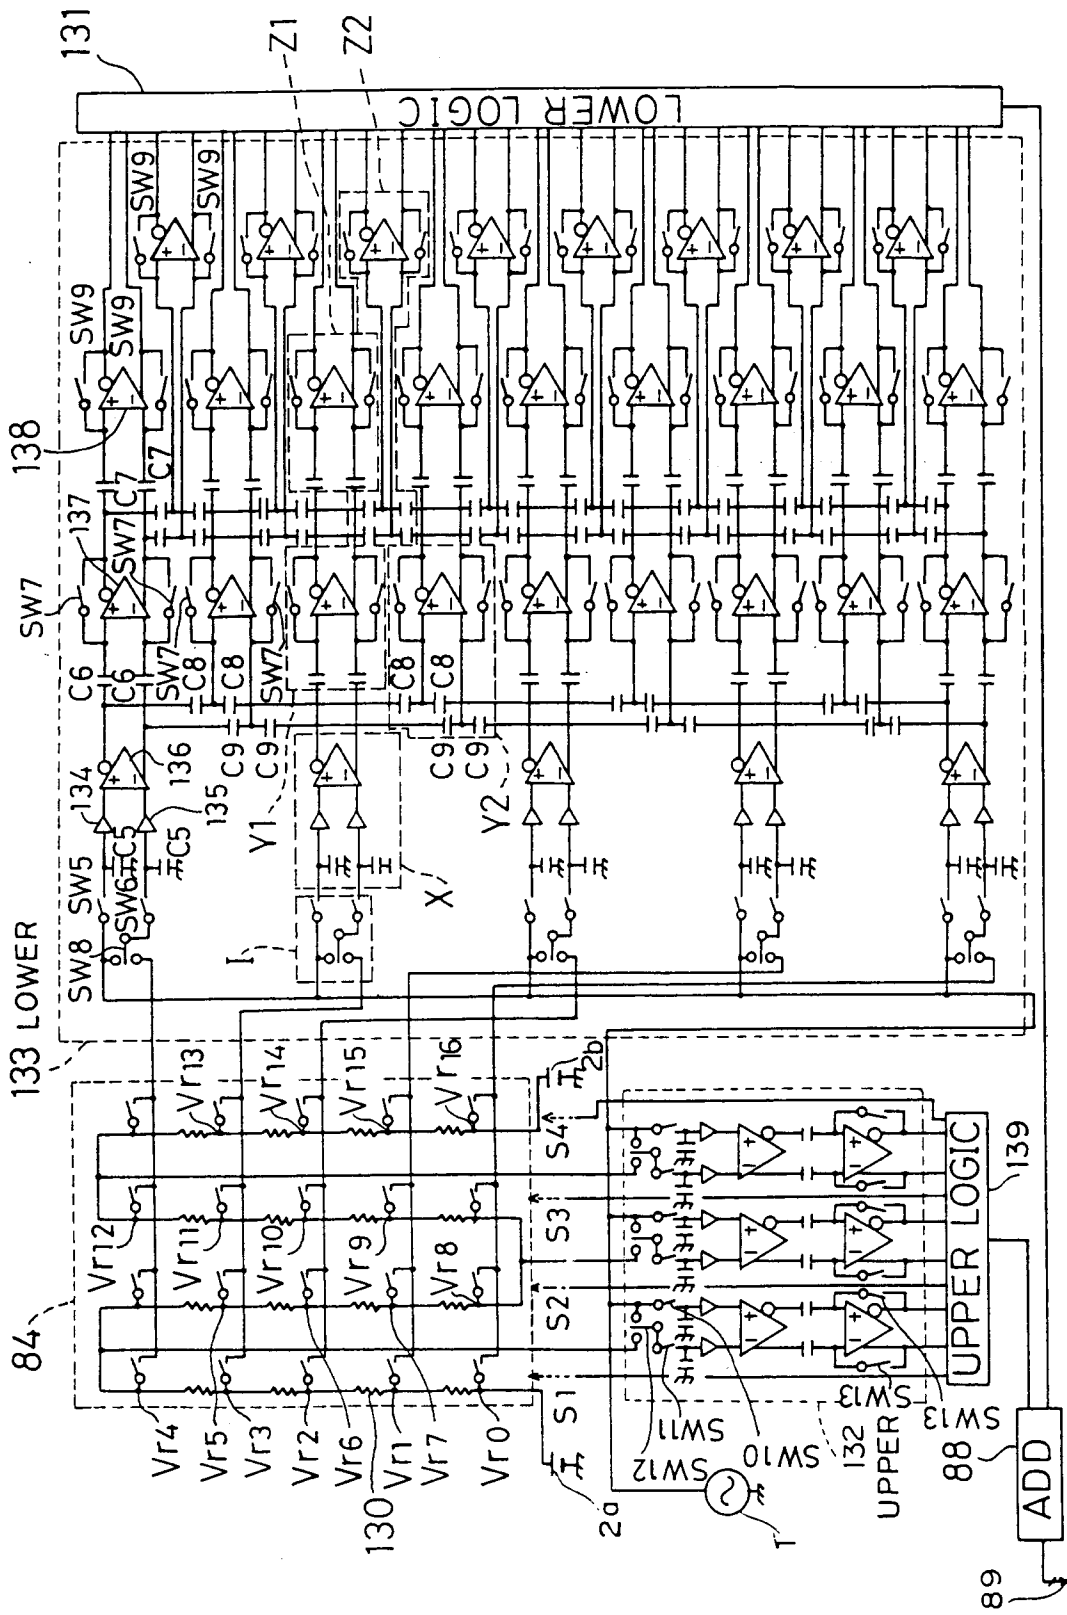 133 LOWER
SW8
SW5
SW6
C5
C5
134
135
136
C6
C6
SW7
137
SW7
SW7
C8
C8
SW7
C9
C9
C7
C7
138
SW9
SW9
SW9
SW9
131
LOWER LOGIC
Z1
Z2
Y1
Y2
C8
C8
C9
C9
X
I
84
Vr12
Vr13
Vr14
Vr15
Vr16
Vr11
Vr10
Vr9
Vr8
Vr4
Vr5
Vr3
Vr2
Vr6
Vr1
Vr7
Vr0
130
2a
2b
S1
S2
S3
S4
SW12
SW11
SW10
SW13
SW13
132
UPPER
1
UPPER LOGIC
139
88
ADD
89
+
−